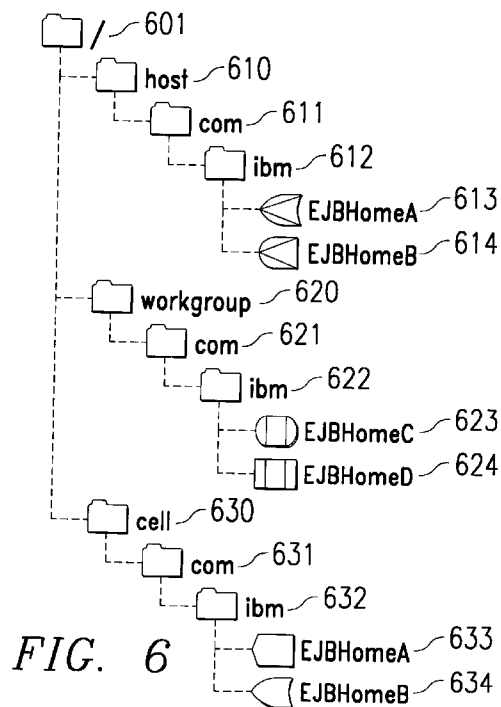 / 601
host 610
com 611
ibm 612
EJBHomeA 613
EJBHomeB 614
workgroup 620
com 621
ibm 622
EJBHomeC 623
EJBHomeD 624
cell 630
com 631
ibm 632
EJBHomeA 633
EJBHomeB 634
FIG. 6